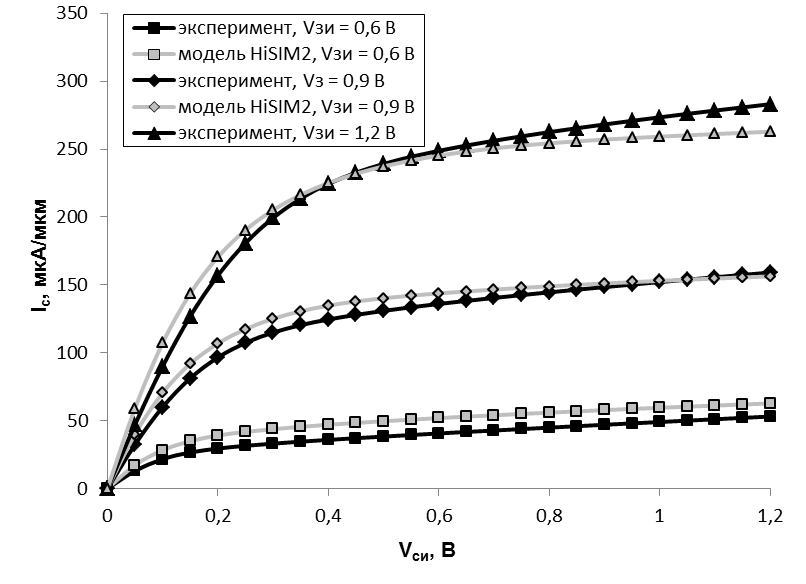 350
300
250
200
150
100
50
0
Iс, мкА/мкм
эксперимент, Vзи = 0,6 В
модель HiSIM2, Vзи = 0,6 В
эксперимент, Vз = 0,9 В
модель HiSIM2, Vзи = 0,9 В
эксперимент, Vзи = 1,2 В
0 0,2 0,4 0,6 0,8 1 1,2
Vси, В